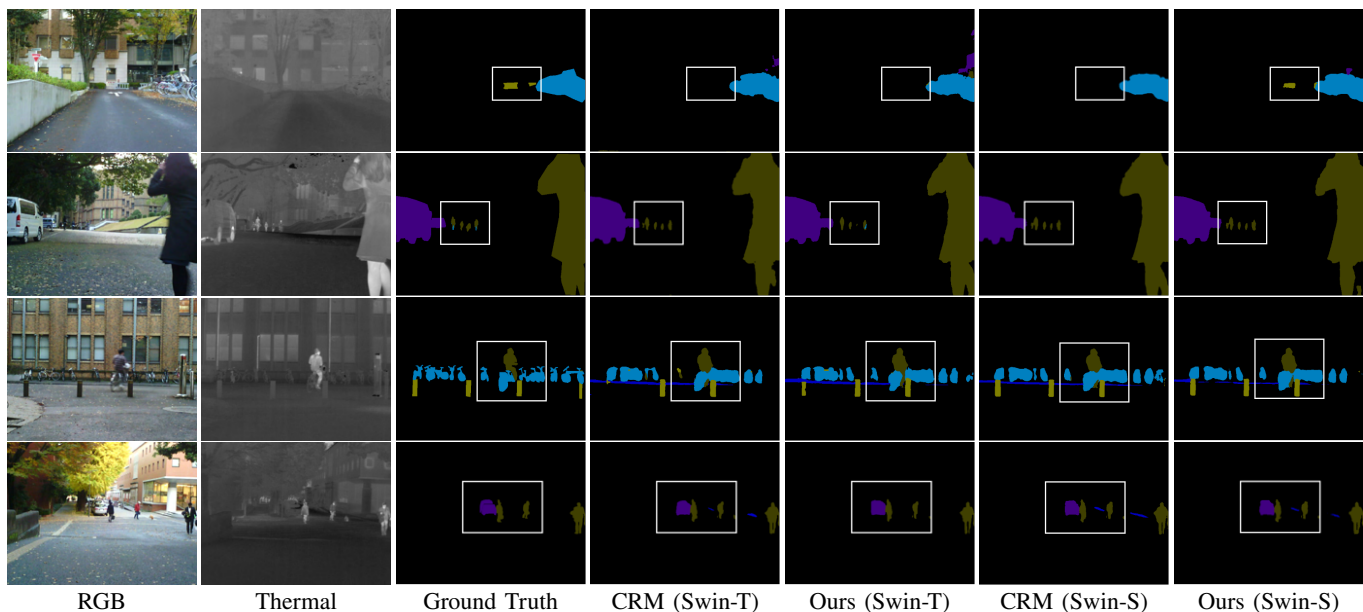 RGB
Thermal
Ground Truth
CRM (Swin-T)
Ours (Swin-T)
CRM (Swin-S)
Ours (Swin-S)